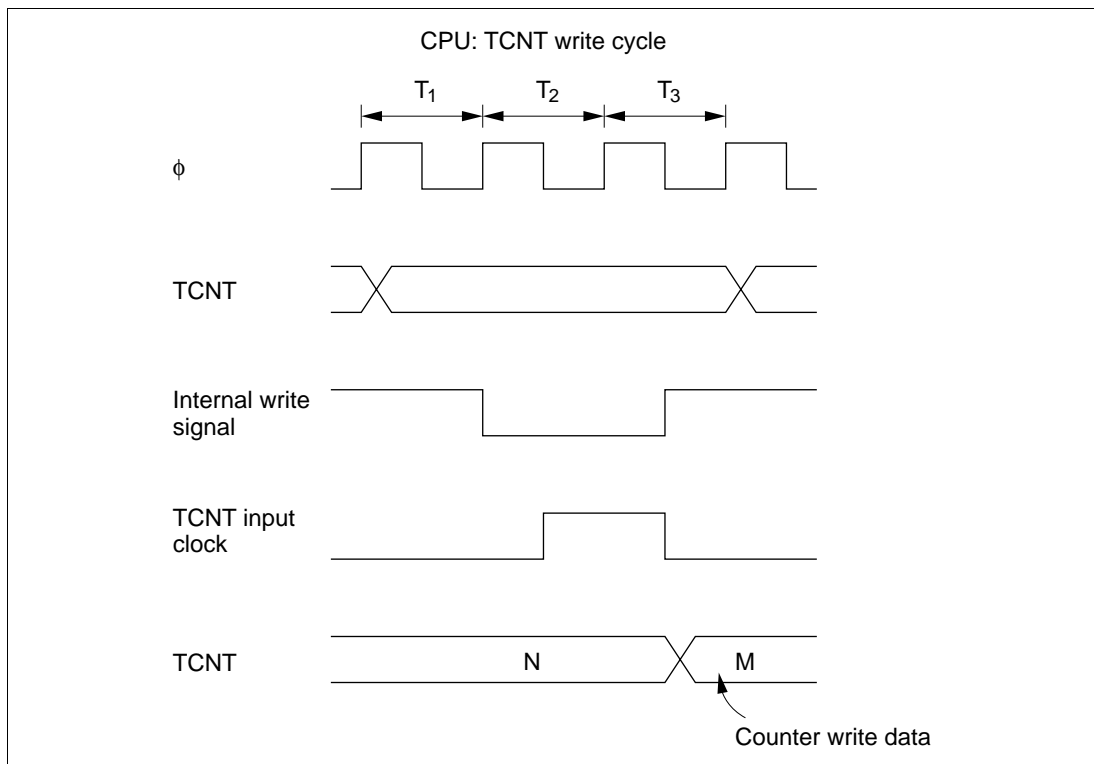 CPU: TCNT write cycle
T1 T2 T3
φ
TCNT
Internal write
signal
TCNT input
clock
TCNT
N M
Counter write data